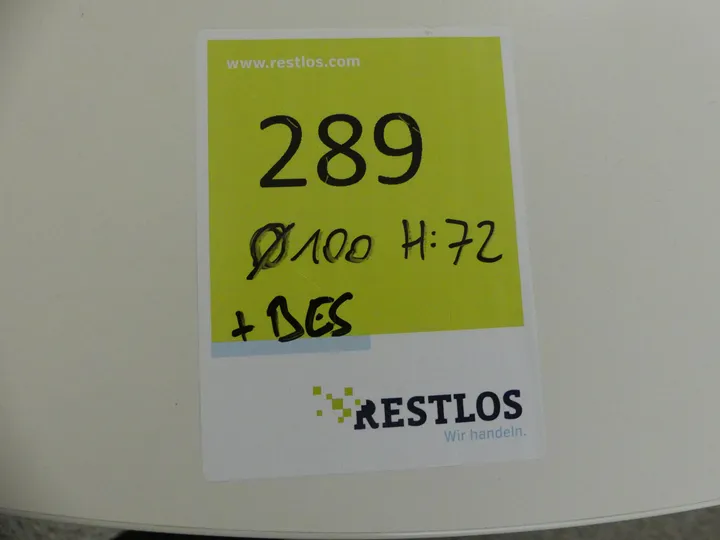 www.restlos.com
289
Ø100 H:72
+ BES
RESTLOS
Wir handeln.